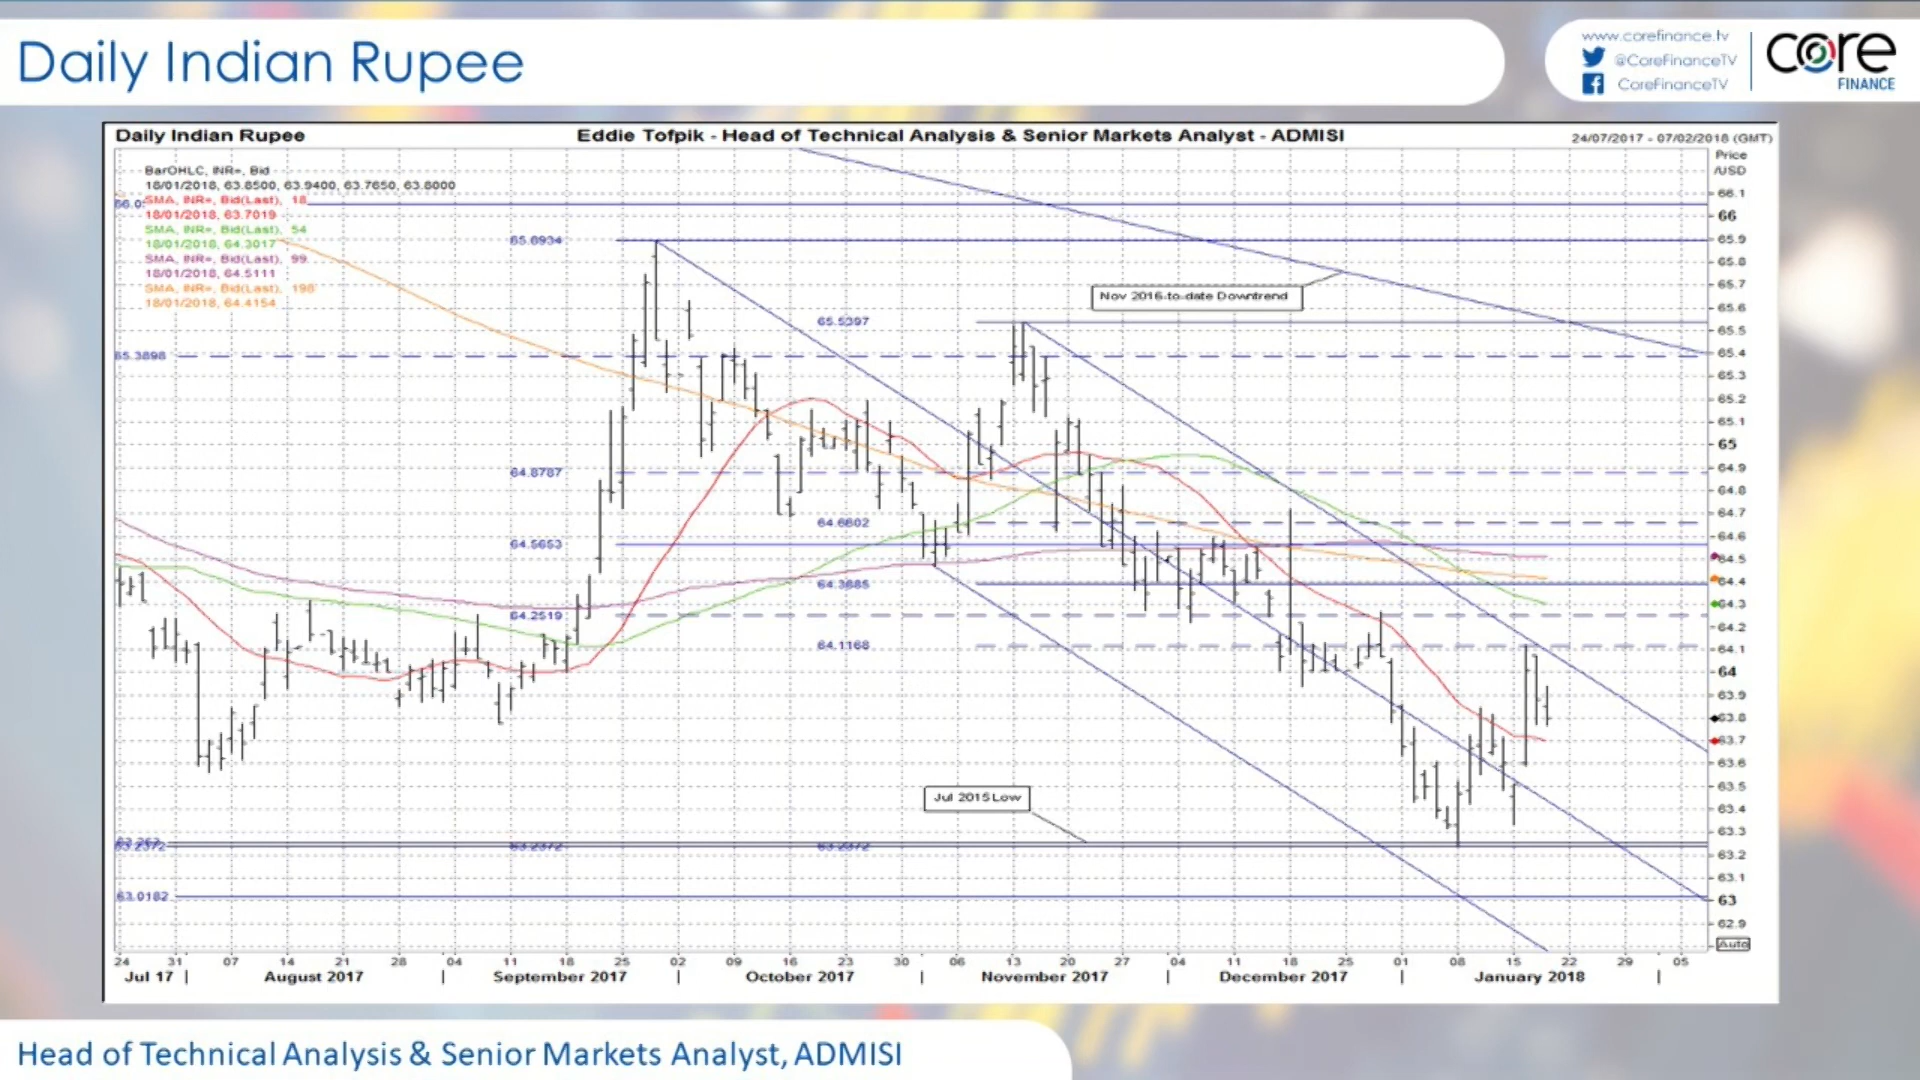 Daily Indian Rupee
www.corefinance.tv
@CoreFinanceTV
CoreFinanceTV
core
FINANCE
Daily Indian Rupee
Eddie Tofpik - Head of Technical Analysis & Senior Markets Analyst - ADMISI
24/07/2017 - 07/02/2018 (GMT)
Price
/USD
BarOHLC, INR=, Bid
18/01/2018, 63.8500, 63.9400, 63.7650, 63.8000
SMA, INR=, Bid(Last), 18
18/01/2018, 63.7019
SMA, INR=, Bid(Last), 54
18/01/2018, 64.3017
SMA, INR=, Bid(Last), 99
18/01/2018, 64.5111
SMA, INR=, Bid(Last), 198
18/01/2018, 64.4154
65.8934
Nov 2016-to-date Downtrend
65.5397
65.3898
64.8787
64.6602
64.5653
64.3685
64.2519
64.1168
Jul 2015 Low
63.2372
63.2372
63.2372
63.0182
66.1
66
65.9
65.8
65.7
65.6
65.5
65.4
65.3
65.2
65.1
65
64.9
64.8
64.7
64.6
64.5
64.4
64.3
64.2
64.1
64
63.9
63.8
63.7
63.6
63.5
63.4
63.3
63.2
63.1
63
62.9
Auto
24 31 07 14 21 28 04 11 18 25 02 09 16 23 30 06 13 20 27 04 11 18 25 01 08 15 22 29 05
Jul 17 August 2017 September 2017 October 2017 November 2017 December 2017 January 2018
Head of Technical Analysis & Senior Markets Analyst, ADMISI